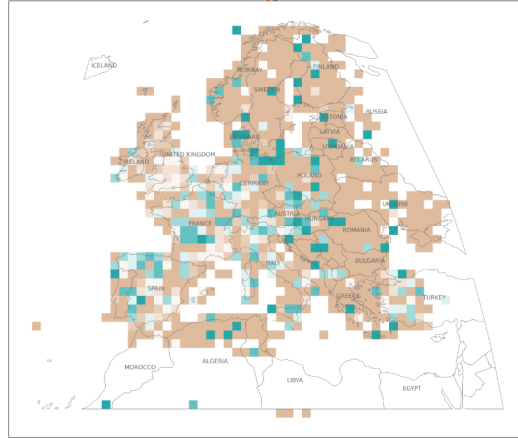 ICELAND
NORWAY
FINLAND
SWEDEN
RUSSIA
ESTONIA
LATVIA
DENMARK
LITHUANIA
IRELAND
UNITED KINGDOM
BELARUS
POLAND
GERMANY
UKRAINE
FRANCE
AUSTRIA
HUNGARY
ROMANIA
ITALY
BULGARIA
SPAIN
GREECE
TURKEY
MOROCCO
ALGERIA
LIBYA
EGYPT